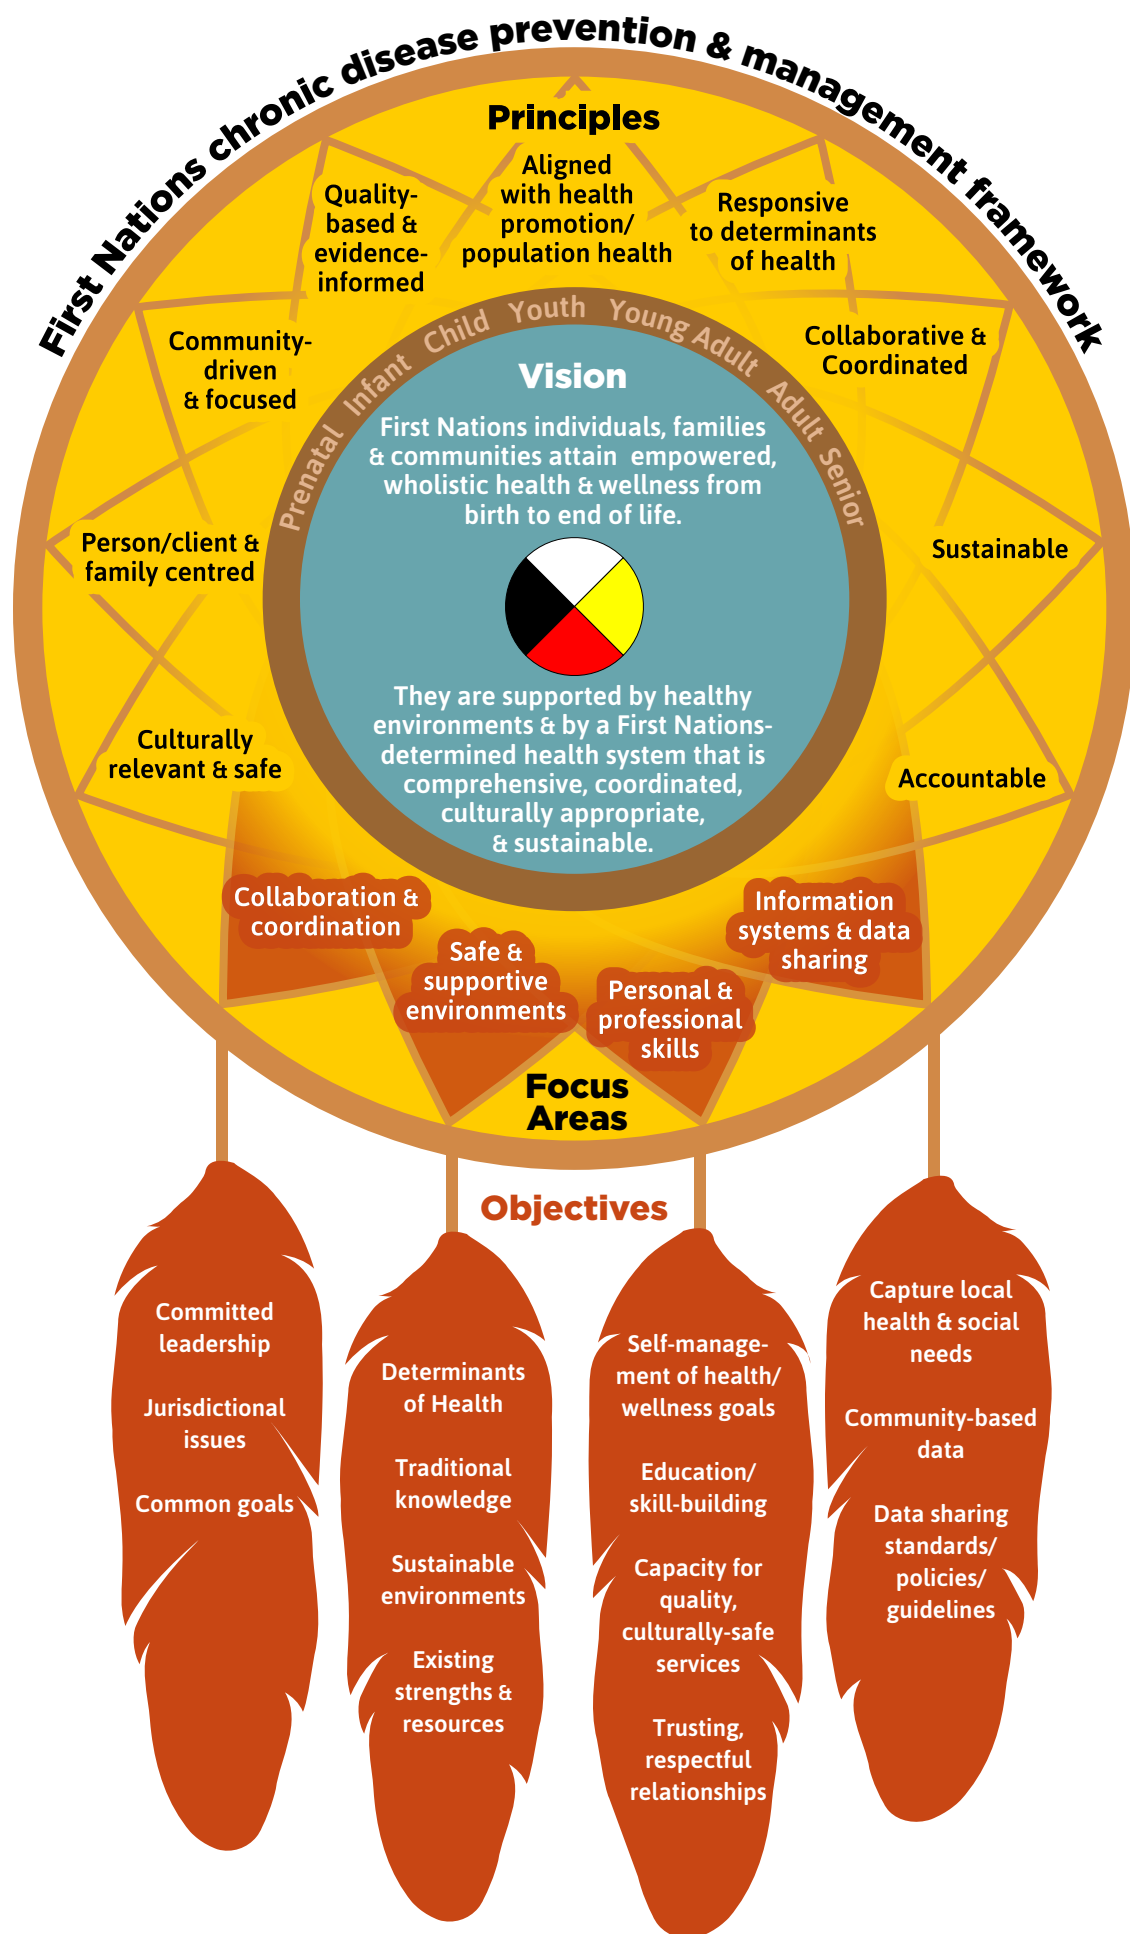 First Nations chronic disease prevention & management framework
Principles
Aligned
with health
promotion/
population health
Quality-
based &
evidence-
informed
Responsive
to determinants
of health
Community-
driven
& focused
Collaborative &
Coordinated
Person/client &
family centred
Sustainable
Culturally
relevant & safe
Accountable
Prenatal Infant Child Youth Young Adult Adult Senior
Vision
First Nations individuals, families
& communities attain empowered,
wholistic health & wellness from
birth to end of life.
They are supported by healthy
environments & by a First Nations-
determined health system that is
comprehensive, coordinated,
culturally appropriate,
& sustainable.
Collaboration &
coordination
Safe &
supportive
environments
Personal &
professional
skills
Information
systems & data
sharing
Focus
Areas
Objectives
Committed
leadership
Jurisdictional
issues
Common goals
Determinants
of Health
Traditional
knowledge
Sustainable
environments
Existing
strengths &
resources
Self-manage-
ment of health/
wellness goals
Education/
skill-building
Capacity for
quality,
culturally-safe
services
Trusting,
respectful
relationships
Capture local
health & social
needs
Community-based
data
Data sharing
standards/
policies/
guidelines